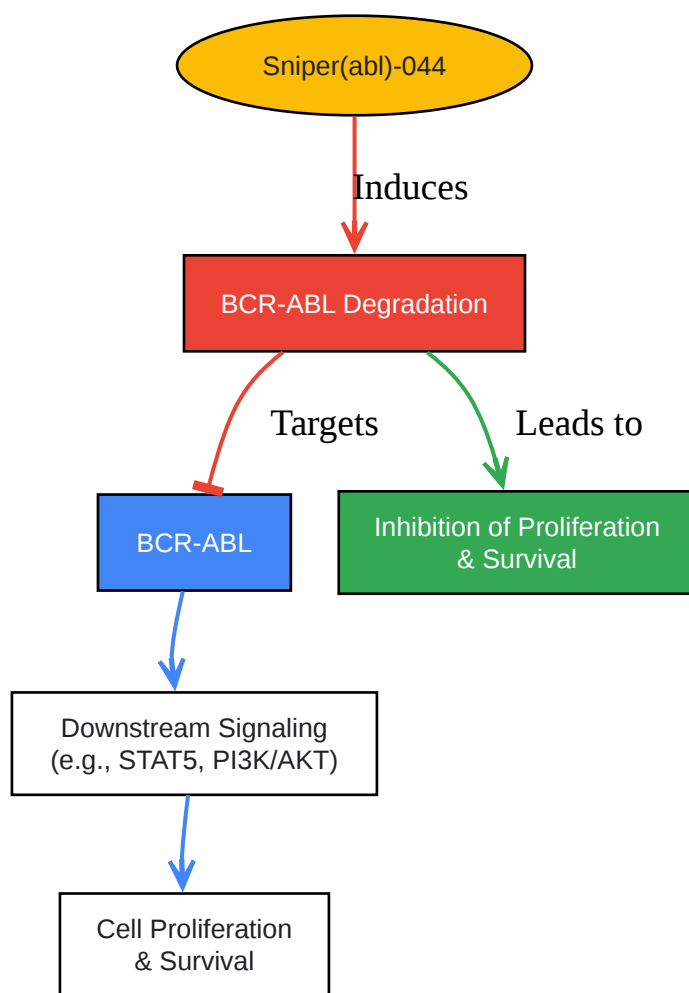 Sniper(abl)-044
Induces
BCR-ABL Degradation
Targets
Leads to
BCR-ABL
Inhibition of Proliferation
& Survival
Downstream Signaling
(e.g., STAT5, PI3K/AKT)
Cell Proliferation
& Survival